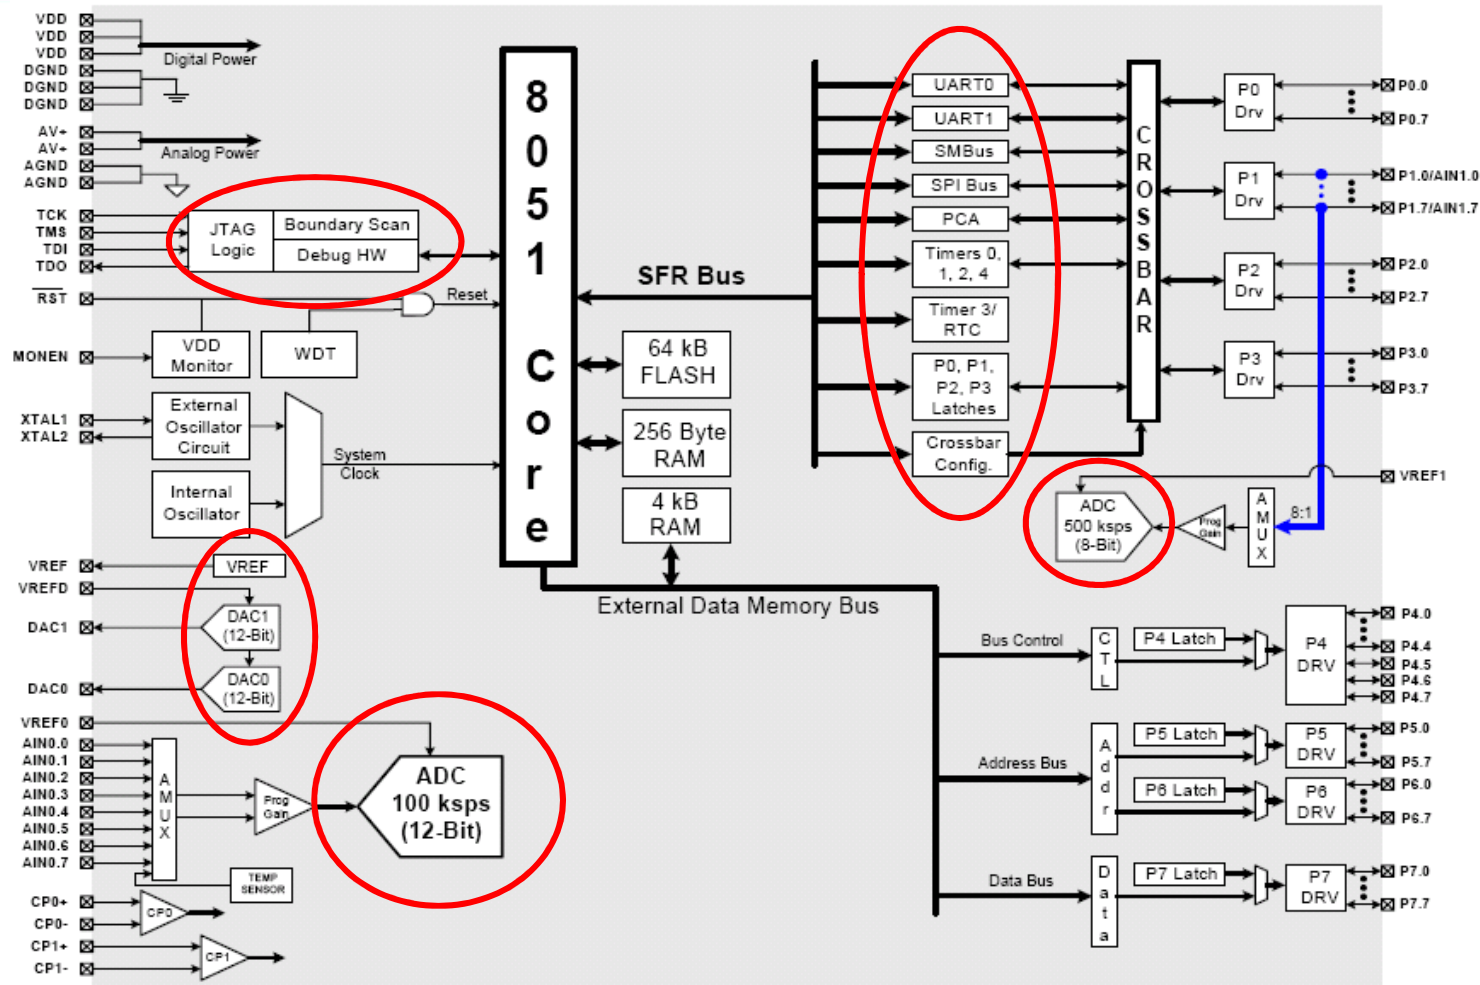 VDD
VDD
VDD
Digital Power
DGND
DGND
DGND
AV+
AV+
Analog Power
AGND
AGND
TCK
TMS
TDI
TDO
JTAG
Logic
Boundary Scan
Debug HW
RST
Reset
MONEN
VDD
Monitor
WDT
XTAL1
XTAL2
External
Oscillator
Circuit
Internal
Oscillator
System
Clock
VREF
VREF
VREFD
DAC1
DAC1
(12-Bit)
DAC0
DAC0
(12-Bit)
VREF0
AIN0.0
AIN0.1
AIN0.2
AIN0.3
AIN0.4
AIN0.5
AIN0.6
AIN0.7
AMUX
Prog
Gain
ADC
100 ksps
(12-Bit)
TEMP
SENSOR
CP0+
CP0-
CP0
CP1+
CP1-
CP1
8051 Core
SFR Bus
64 kB
FLASH
256 Byte
RAM
4 kB
RAM
External Data Memory Bus
UART0
UART1
SMBus
SPI Bus
PCA
Timers 0,
1, 2, 4
Timer 3/
RTC
P0, P1,
P2, P3
Latches
Crossbar
Config.
CROSSBAR
P0
Drv
P0.0
P0.7
P1
Drv
P1.0/AIN1.0
P1.7/AIN1.7
P2
Drv
P2.0
P2.7
P3
Drv
P3.0
P3.7
VREF1
ADC
500 ksps
(8-Bit)
Prog
Gain
AMUX
8:1
Bus Control
CTL
P4 Latch
P4
DRV
P4.0
P4.4
P4.5
P4.6
P4.7
Address Bus
Addr
P5 Latch
P5
DRV
P5.0
P5.7
P6 Latch
P6
DRV
P6.0
P6.7
Data Bus
Data
P7 Latch
P7
DRV
P7.0
P7.7